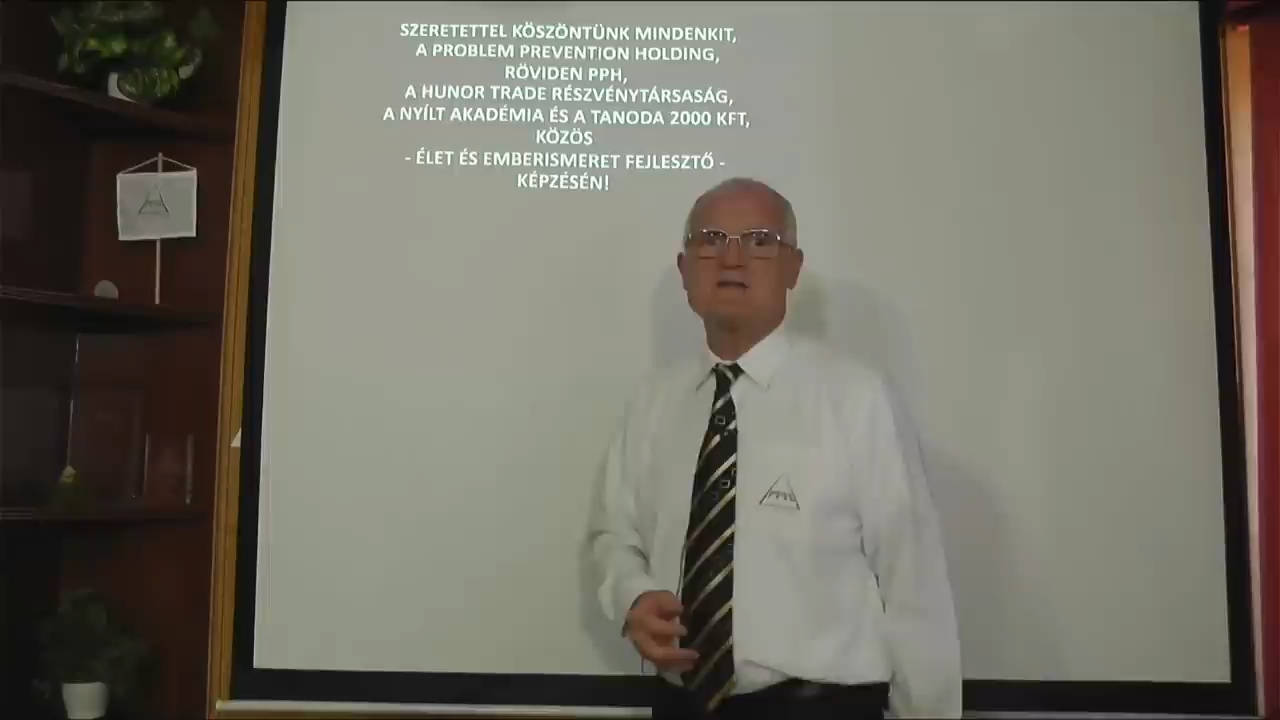 SZERETETTEL KÖSZÖNTÜNK MINDENKIT,
A PROBLEM PREVENTION HOLDING,
RÖVIDEN PPH,
A HUNOR TRADE RÉSZVÉNYTÁRSASÁG,
A NYÍLT AKADÉMIA ÉS A TANODA 2000 KFT,
KÖZÖS
- ÉLET ÉS EMBERISMERET FEJLESZTŐ -
KÉPZÉSÉN!